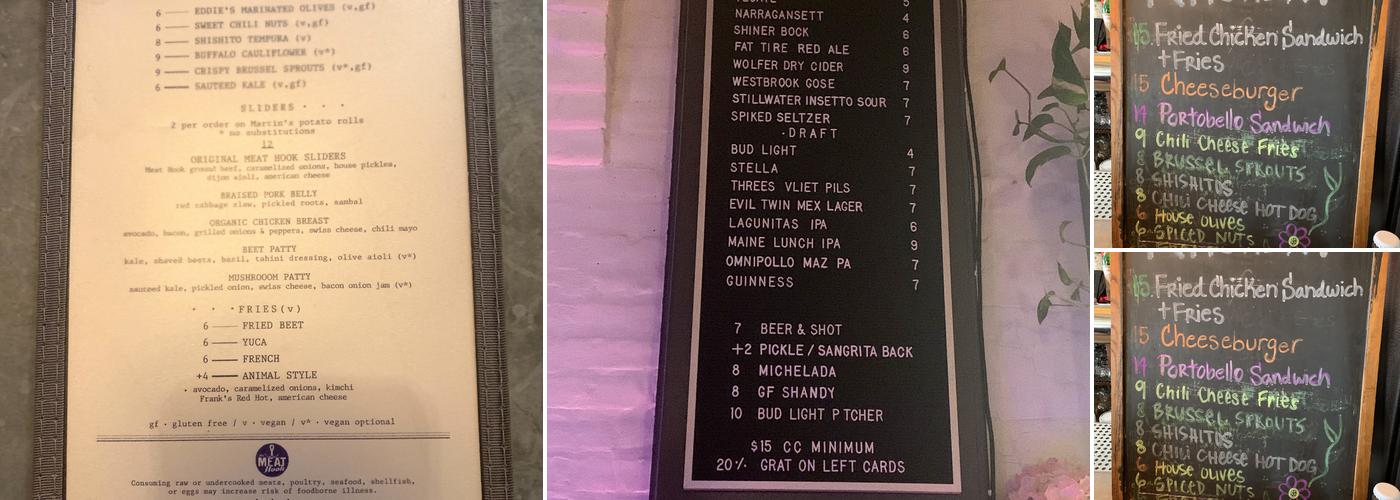 6 —— EDDIE'S MARINATED OLIVES (v,gf)
6 —— SWEET CHILI NUTS (v,gf)
8 —— SHISHITO TEMPURA (v)
9 —— BUFFALO CAULIFLOWER (v*)
9 —— CRISPY BRUSSEL SPROUTS (v*,gf)
6 —— SAUTEED KALE (v,gf)
SLIDERS · · ·
2 per order on Martin's potato rolls
* no substitutions
12
ORIGINAL MEAT HOOK SLIDERS
Meat Hook ground beef, caramelized onions, house pickles,
dijon aioli, american cheese
BRAISED PORK BELLY
red cabbage slaw, pickled roots, sambal
ORGANIC CHICKEN BREAST
avocado, bacon, grilled onions & peppers, swiss cheese, chili mayo
BEET PATTY
kale, shaved beets, basil, tahini dressing, olive aioli (v*)
MUSHROOOM PATTY
sauteed kale, pickled onion, swiss cheese, bacon onion jam (v*)
· · ·FRIES(v)
6 —— FRIED BEET
6 —— YUCA
6 —— FRENCH
+4 —— ANIMAL STYLE
· avocado, caramelized onions, kimchi
Frank's Red Hot, american cheese
gf · gluten free / v · vegan / v* · vegan optional
MEAT
Hook
Consuming raw or undercooked meats, poultry, seafood, shellfish,
or eggs may increase risk of foodborne illness.
TECATE 5
NARRAGANSETT 4
SHINER BOCK 6
FAT TIRE RED ALE 6
WOLFER DRY CIDER 9
WESTBROOK GOSE 7
STILLWATER INSETTO SOUR 7
SPIKED SELTZER 7
·DRAFT
BUD LIGHT 4
STELLA 7
THREES VLIET PILS 7
EVIL TWIN MEX LAGER 7
LAGUNITAS IPA 6
MAINE LUNCH IPA 9
OMNIPOLLO MAZ PA 7
GUINNESS 7
7 BEER & SHOT
+2 PICKLE / SANGRITA BACK
8 MICHELADA
8 GF SHANDY
10 BUD LIGHT P TCHER
$15 CC MINIMUM
20% GRAT ON LEFT CARDS
15 Fried Chicken Sandwich
+Fries
15 Cheeseburger
14 Portobello Sandwich
9 Chili Cheese Fries
8 BRUSSEL SPROUTS
8 SHISHITOS
8 CHILI CHEESE HOT DOG
6 HOUSE OLIVES
6 SPICED NUTS
15 Fried Chicken Sandwich
+Fries
15 Cheeseburger
14 Portobello Sandwich
9 Chili Cheese Fries
8 BRUSSEL SPROUTS
8 SHISHITOS
8 CHILI CHEESE HOT DOG
6 HOUSE OLIVES
6 SPICED NUTS